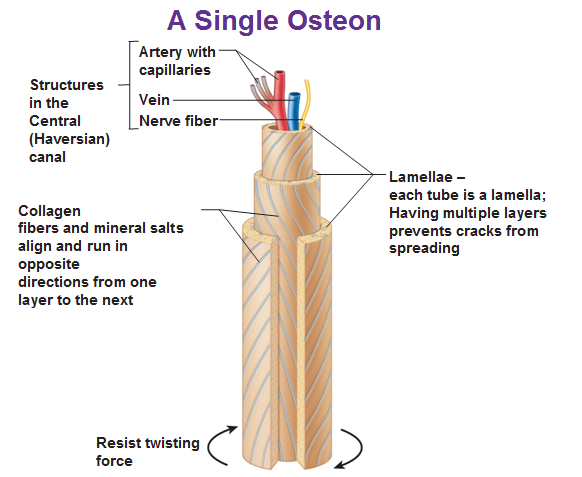 A Single Osteon
Artery with
capillaries
Structures
in the
Central
(Haversian)
canal
Vein
Nerve fiber
Lamellae –
each tube is a lamella;
Having multiple layers
prevents cracks from
spreading
Collagen
fibers and mineral salts
align and run in
opposite
directions from one
layer to the next
Resist twisting
force